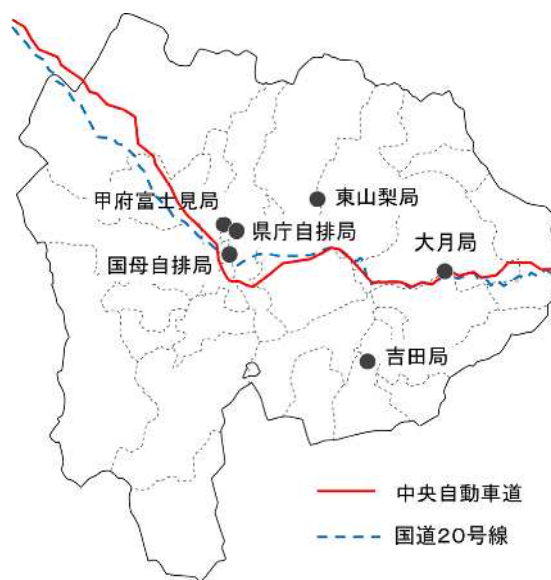 東山梨局
甲府富士見局
県庁自排局
大月局
国母自排局
吉田局
中央自動車道
国道20号線